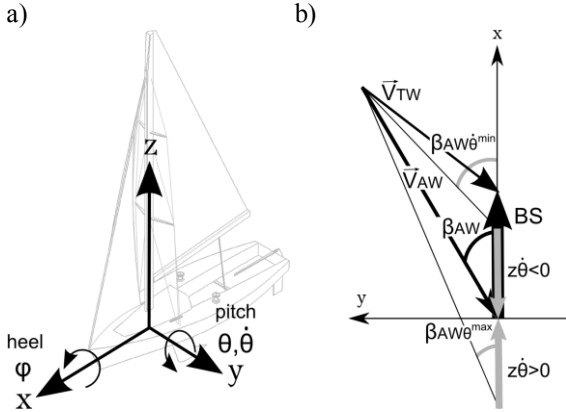 a)
z
heel
φ
x
pitch
θ,θ̇
y
b)
x
V⃗TW
βAWθ̇min
V⃗AW
BS
βAW
zθ̇<0
y
βAWθ̇max
zθ̇>0